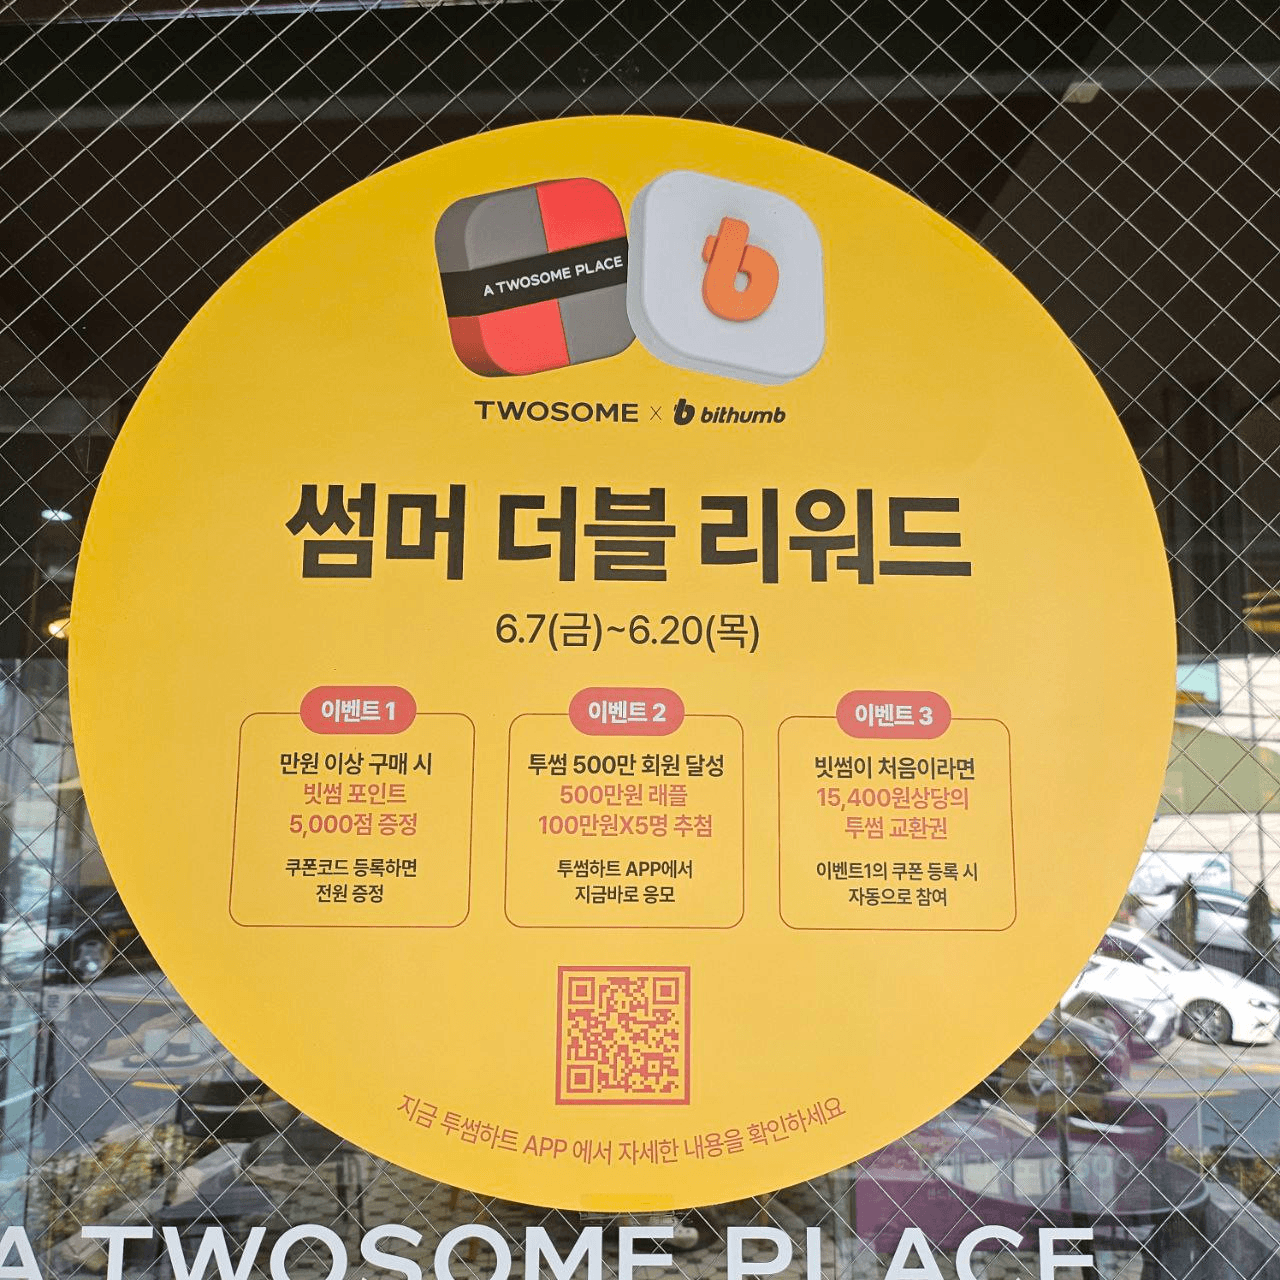 A TWOSOME PLACE
b
TWOSOME x b bithumb
썸머 더블 리워드
6.7(금)~6.20(목)
이벤트 1
만원 이상 구매 시
빗썸 포인트
5,000점 증정
쿠폰코드 등록하면
전원 증정
이벤트 2
투썸 500만 회원 달성
500만원 래플
100만원X5명 추첨
투썸하트 APP에서
지금바로 응모
이벤트 3
빗썸이 처음이라면
15,400원상당의
투썸 교환권
이벤트1의 쿠폰 등록 시
자동으로 참여
지금 투썸하트 APP 에서 자세한 내용을 확인하세요
A TWOSOME PLACE